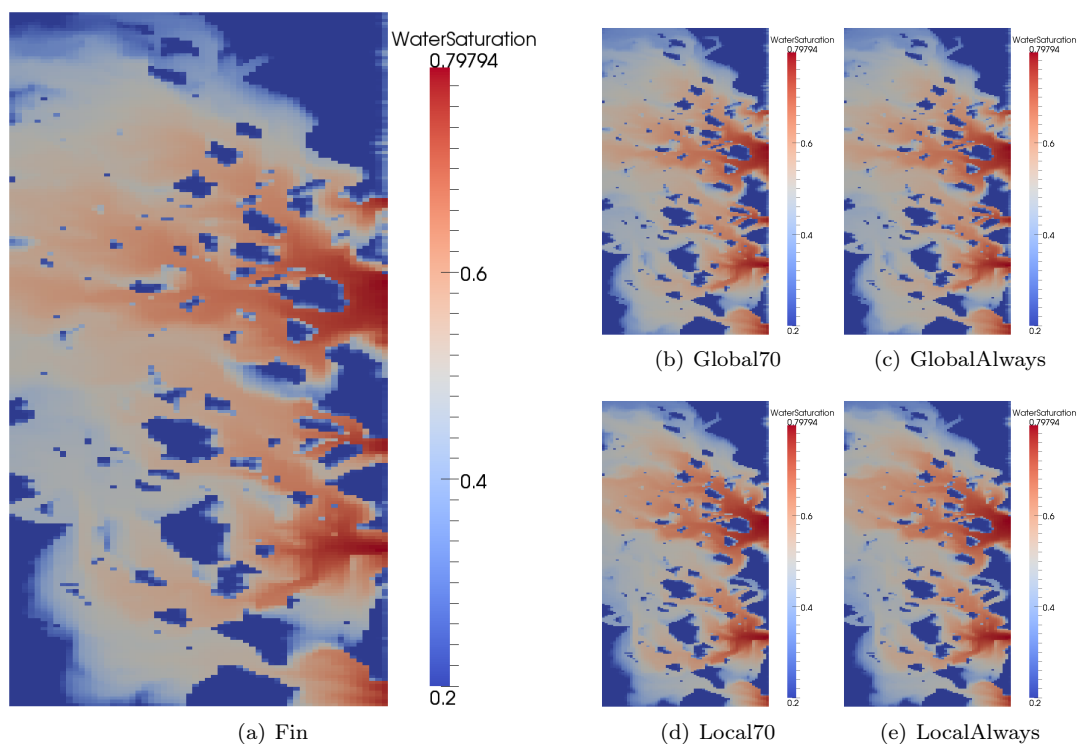 WaterSaturation
0.79794
0.6
0.4
0.2
(a) Fin
WaterSaturation
0.79794
0.6
0.4
0.2
(b) Global70
WaterSaturation
0.79794
0.6
0.4
0.2
(c) GlobalAlways
WaterSaturation
0.79794
0.6
0.4
0.2
(d) Local70
WaterSaturation
0.79794
0.6
0.4
0.2
(e) LocalAlways